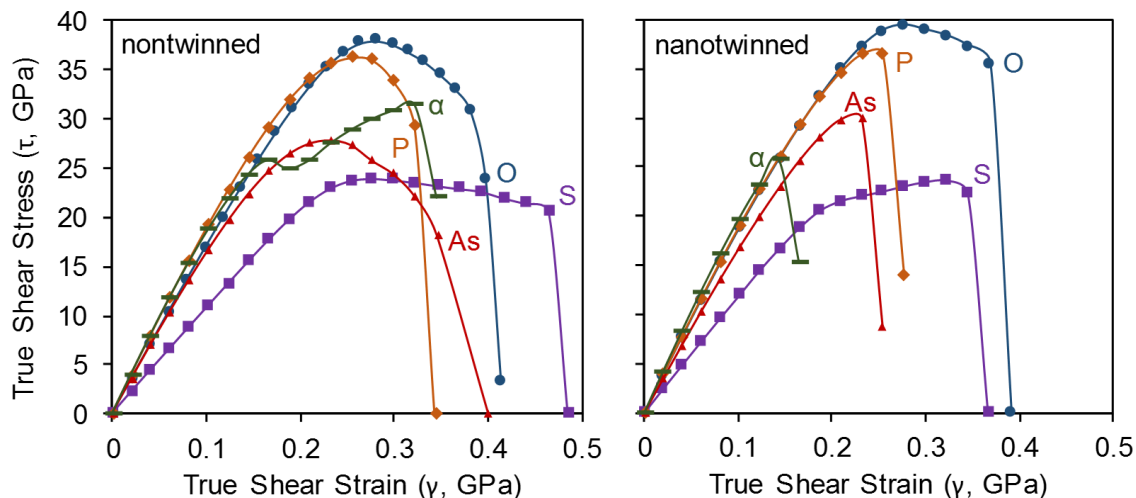 nontwinned
nanotwinned
True Shear Stress (τ, GPa)
40
35
30
25
20
15
10
5
0
α
P
O
S
As
0 0.1 0.2 0.3 0.4 0.5
True Shear Strain (γ, GPa)
P
O
As
α
S
0 0.1 0.2 0.3 0.4 0.5
True Shear Strain (γ, GPa)